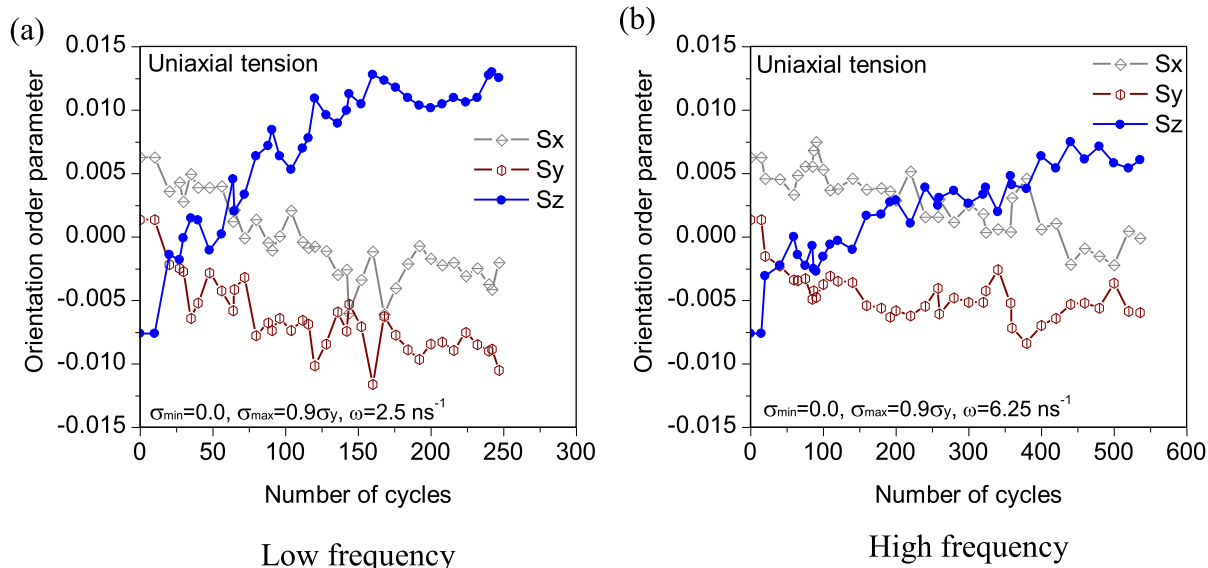 (a)
0.015
0.010
0.005
0.000
-0.005
-0.010
-0.015
Orientation order parameter
Uniaxial tension
Sx
Sy
Sz
σmin=0.0, σmax=0.9σy, ω=2.5 ns⁻¹
0 50 100 150 200 250 300
Number of cycles
Low frequency
(b)
0.015
0.010
0.005
0.000
-0.005
-0.010
-0.015
Orientation order parameter
Uniaxial tension
Sx
Sy
Sz
σmin=0.0, σmax=0.9σy, ω=6.25 ns⁻¹
0 100 200 300 400 500 600
Number of cycles
High frequency